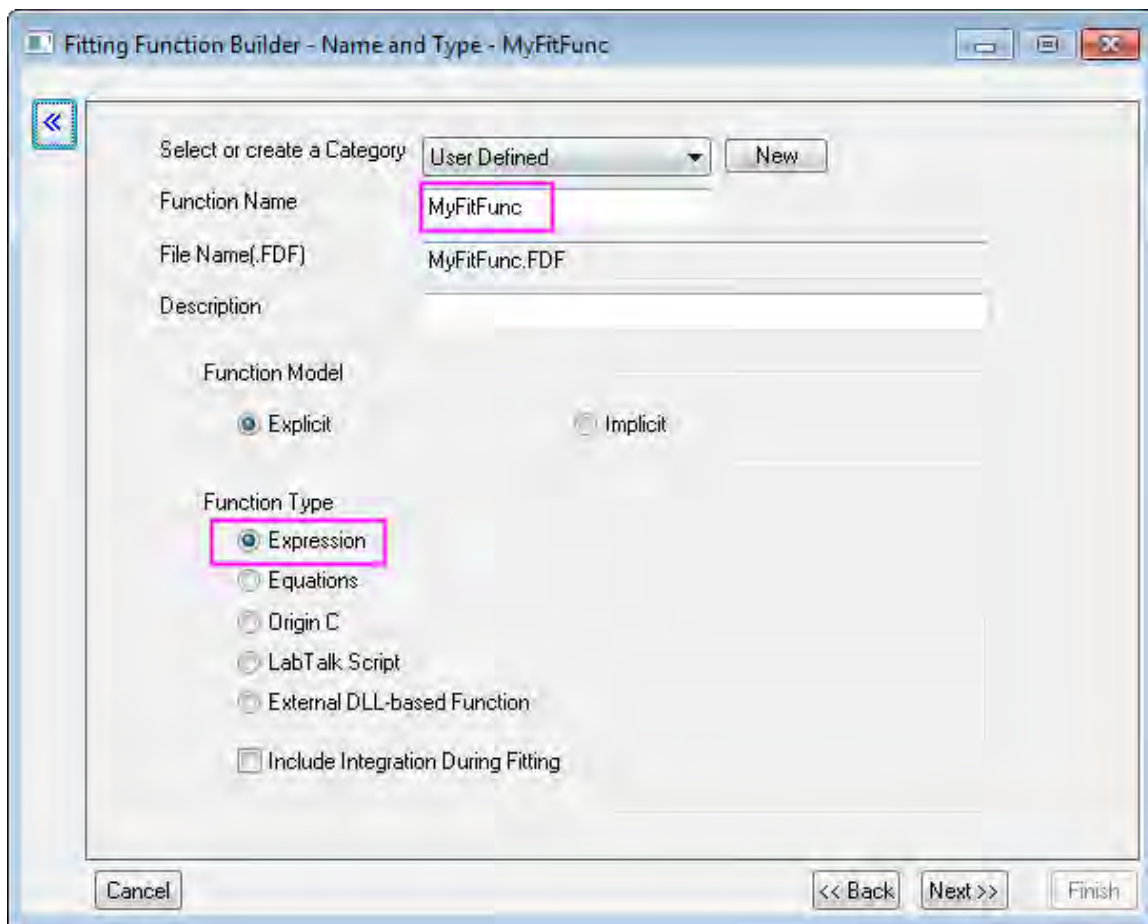 Fitting Function Builder - Name and Type - MyFitFunc
«
Select or create a Category User Defined New
Function Name MyFitFunc
File Name(.FDF) MyFitFunc.FDF
Description
Function Model
Explicit Implicit
Function Type
Expression
Equations
Origin C
LabTalk Script
External DLL-based Function
Include Integration During Fitting
Cancel << Back Next >> Finish